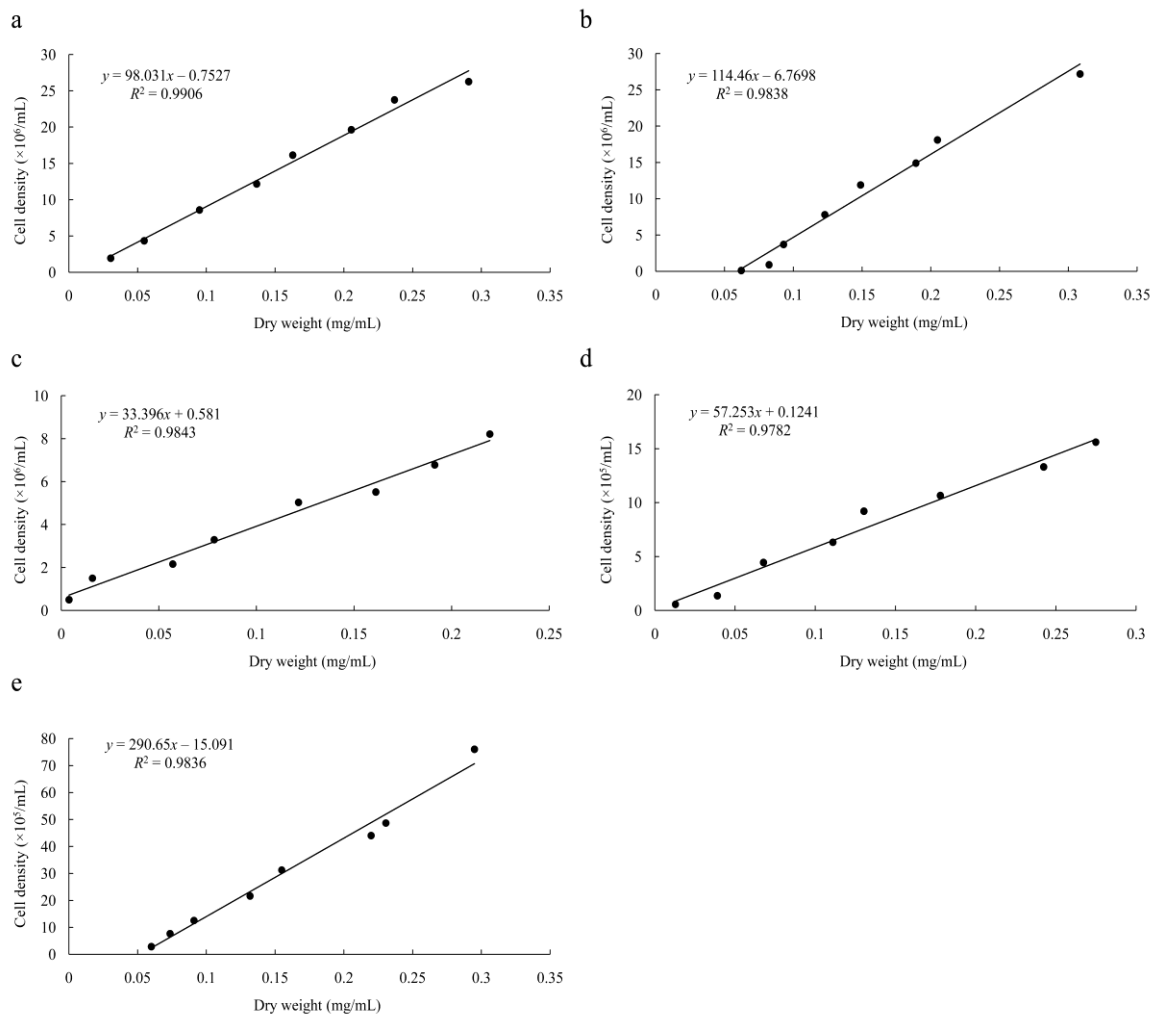 a
y = 98.031x – 0.7527
R² = 0.9906
Cell density (×10⁶/mL)
30
25
20
15
10
5
0
0 0.05 0.1 0.15 0.2 0.25 0.3 0.35
Dry weight (mg/mL)
b
y = 114.46x – 6.7698
R² = 0.9838
Cell density (×10⁶/mL)
30
25
20
15
10
5
0
0 0.05 0.1 0.15 0.2 0.25 0.3 0.35
Dry weight (mg/mL)
c
y = 33.396x + 0.581
R² = 0.9843
Cell density (×10⁶/mL)
10
8
6
4
2
0
0 0.05 0.1 0.15 0.2 0.25
Dry weight (mg/mL)
d
y = 57.253x + 0.1241
R² = 0.9782
Cell density (×10⁵/mL)
20
15
10
5
0
0 0.05 0.1 0.15 0.2 0.25 0.3
Dry weight (mg/mL)
e
y = 290.65x – 15.091
R² = 0.9836
Cell density (×10⁵/mL)
80
70
60
50
40
30
20
10
0
0 0.05 0.1 0.15 0.2 0.25 0.3 0.35
Dry weight (mg/mL)